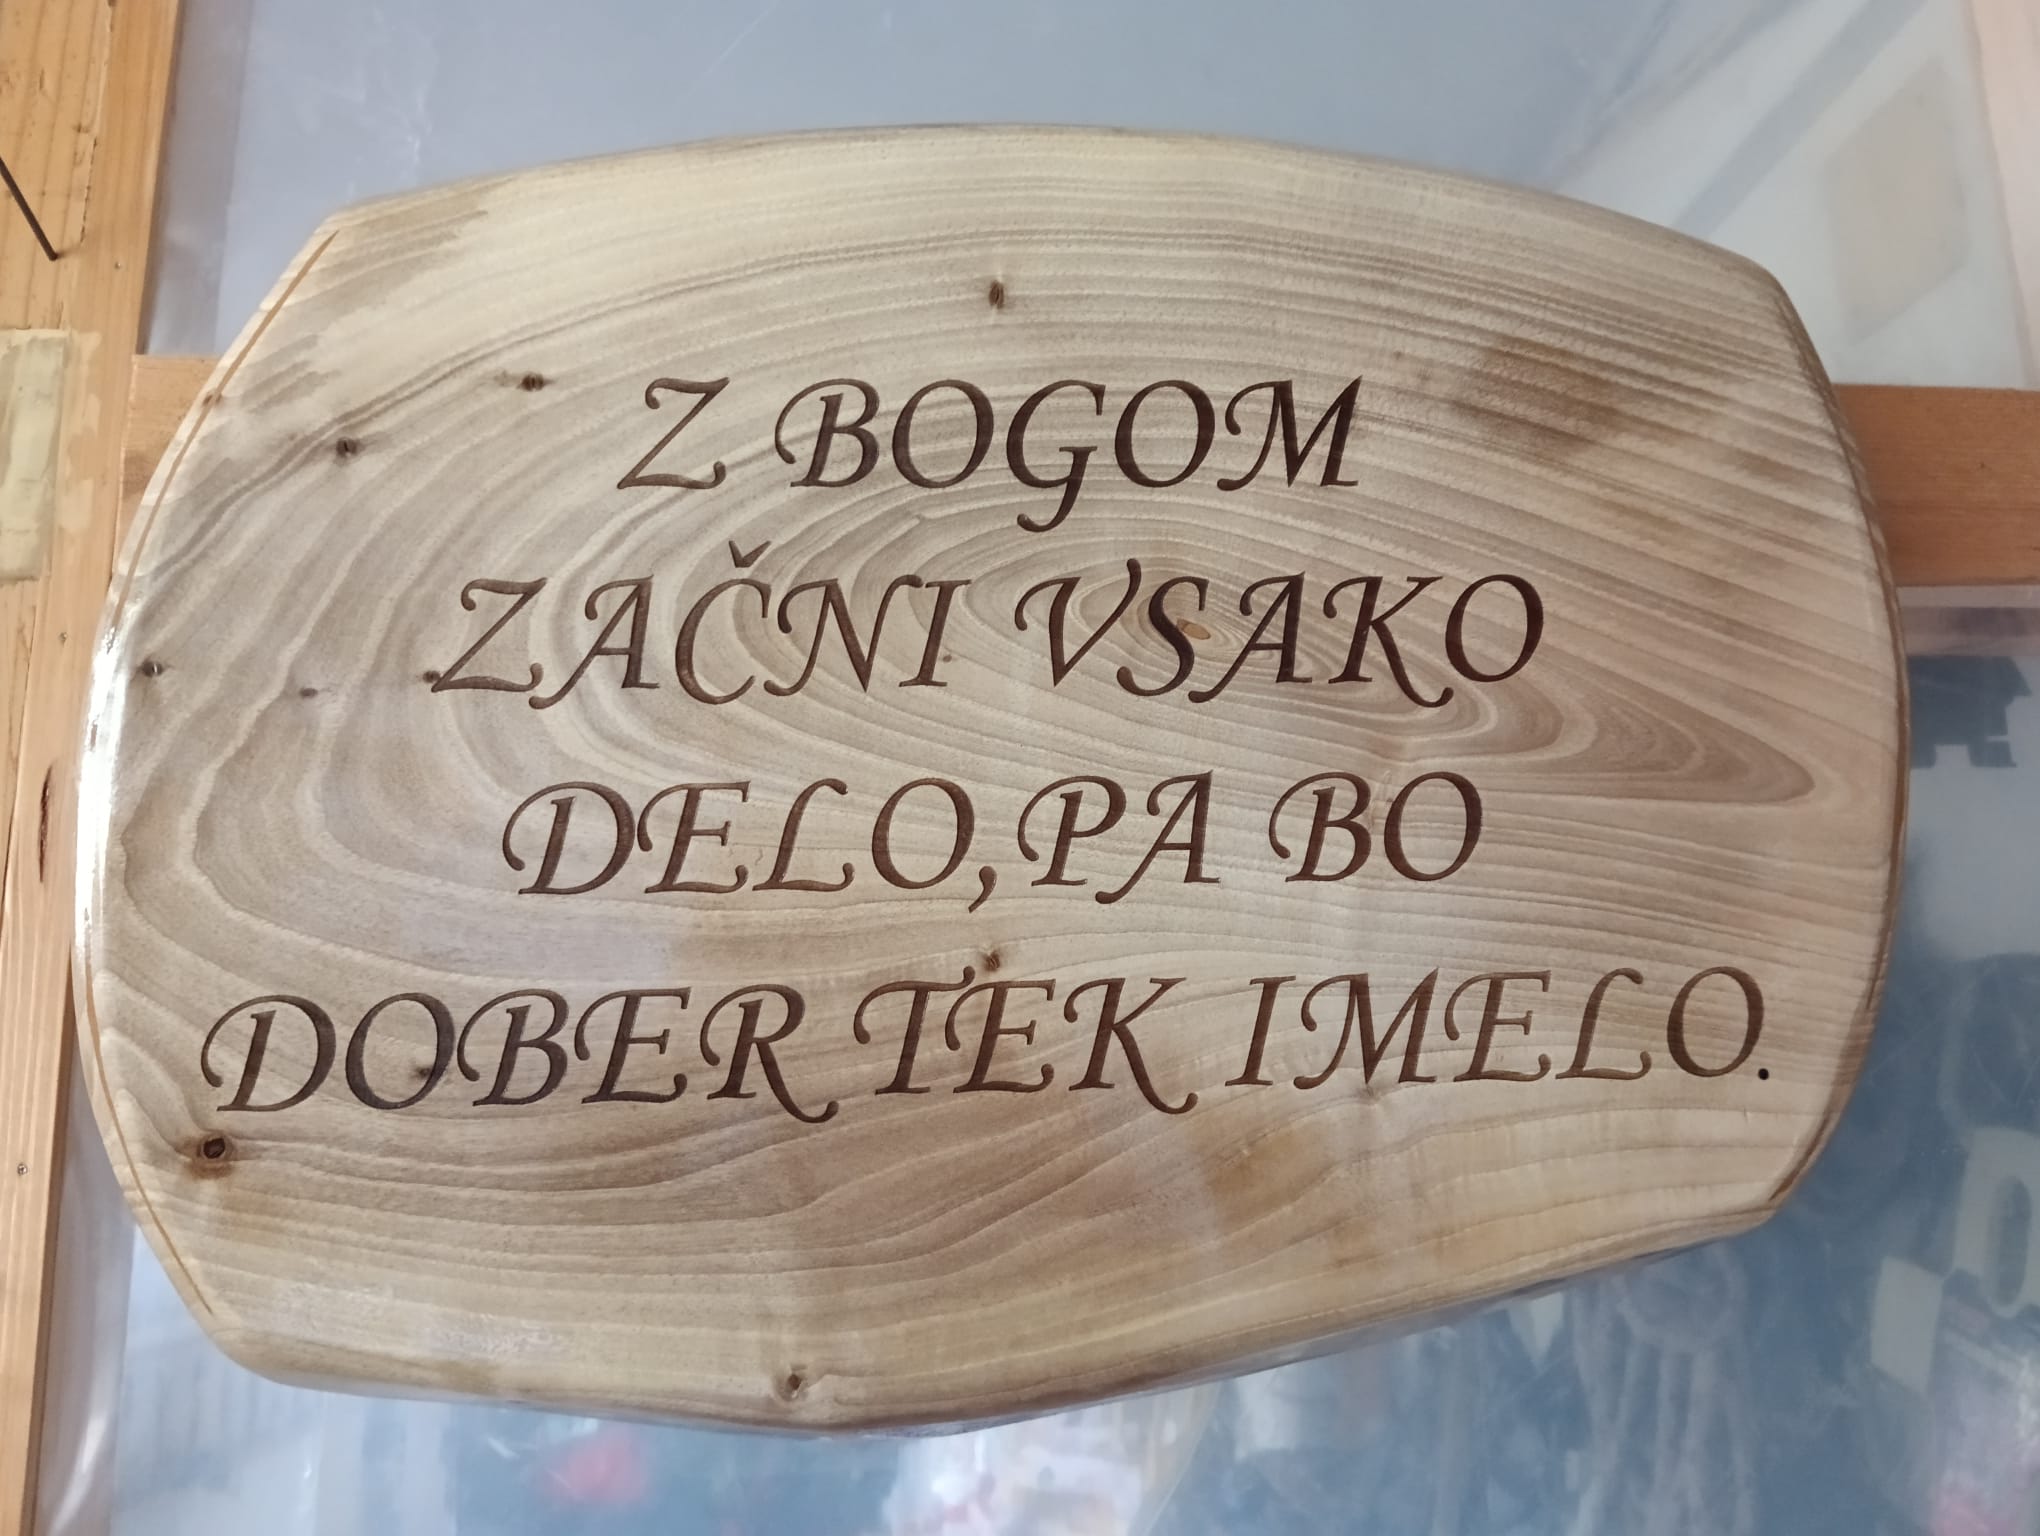 Z BOGOM
ZAČNI VSAKO
DELO,PA BO
DOBER TEK IMELO.